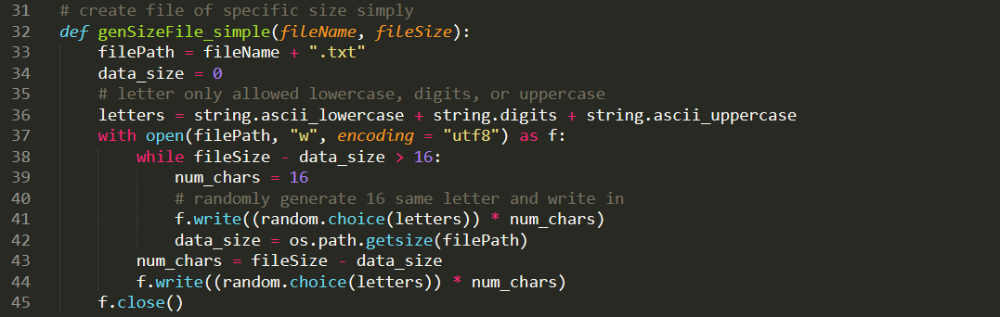 31 # create file of specific size simply
32 def genSizeFile_simple(fileName, fileSize):
33     filePath = fileName + ".txt"
34     data_size = 0
35     # letter only allowed lowercase, digits, or uppercase
36     letters = string.ascii_lowercase + string.digits + string.ascii_uppercase
37     with open(filePath, "w", encoding = "utf8") as f:
38         while fileSize - data_size > 16:
39             num_chars = 16
40             # randomly generate 16 same letter and write in
41             f.write((random.choice(letters)) * num_chars)
42             data_size = os.path.getsize(filePath)
43         num_chars = fileSize - data_size
44         f.write((random.choice(letters)) * num_chars)
45     f.close()